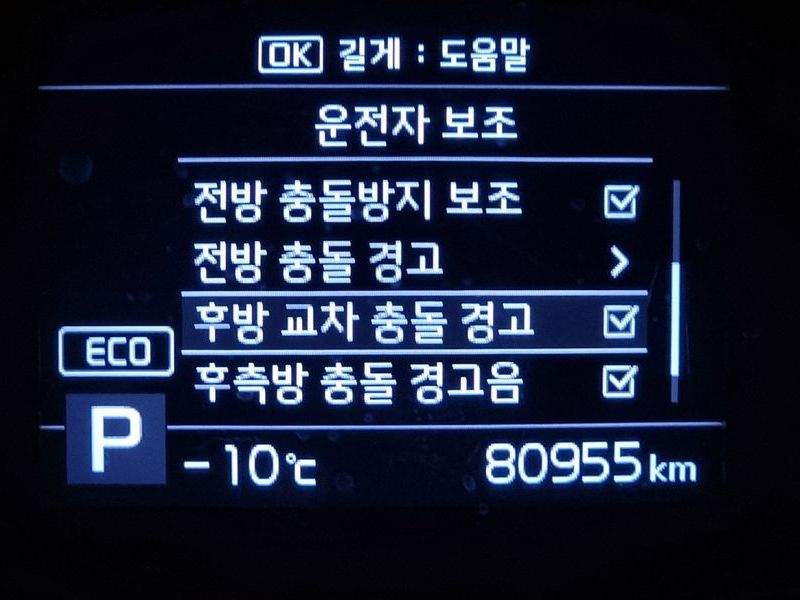 OK 길게 : 도움말
운전자 보조
전방 충돌방지 보조
전방 충돌 경고
후방 교차 충돌 경고
후측방 충돌 경고음
ECO
P
-10℃ 80955 km